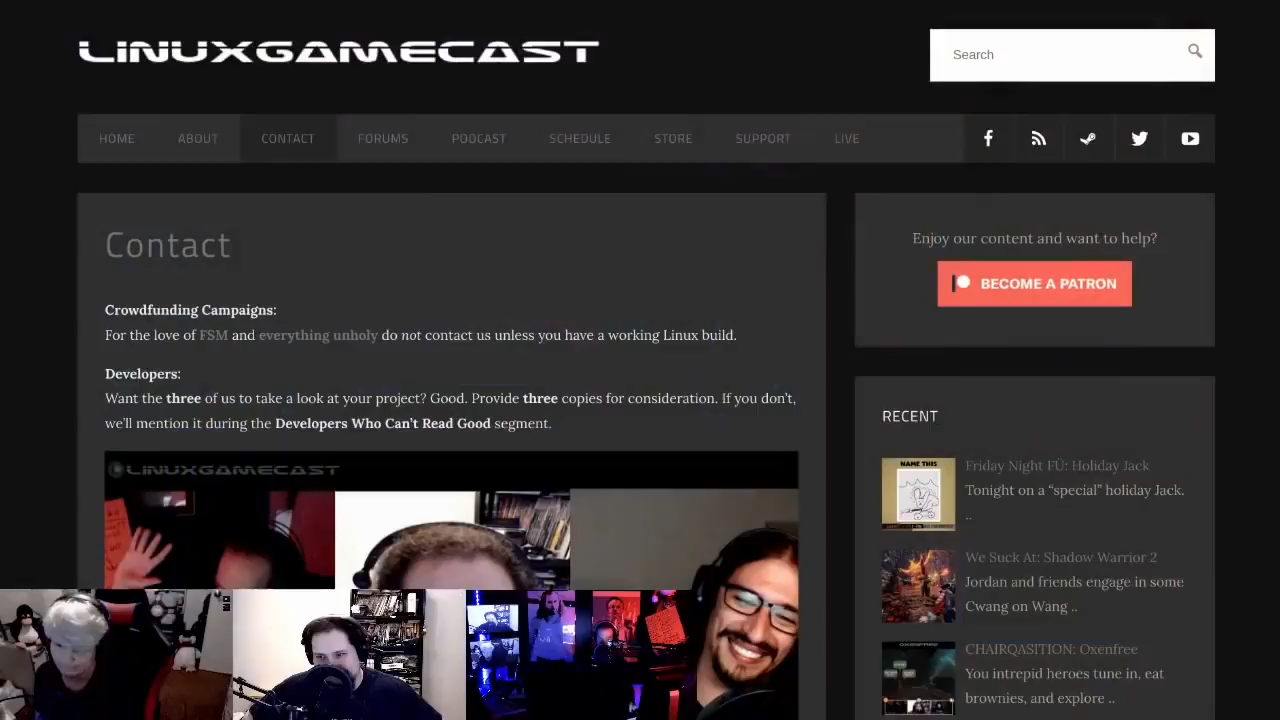 LINUXGAMECAST
Search
HOME ABOUT CONTACT FORUMS PODCAST SCHEDULE STORE SUPPORT LIVE
Contact
Crowdfunding Campaigns:
For the love of FSM and everything unholy do not contact us unless you have a working Linux build.
Developers:
Want the three of us to take a look at your project? Good. Provide three copies for consideration. If you don't,
we'll mention it during the Developers Who Can't Read Good segment.
LINUXGAMECAST
Enjoy our content and want to help?
BECOME A PATRON
RECENT
NAME THIS
Friday Night FÜ: Holiday Jack
Tonight on a “special” holiday Jack.
..
We Suck At: Shadow Warrior 2
Jordan and friends engage in some
Cwang on Wang ..
CHAIRQASITION: Oxenfree
You intrepid heroes tune in, eat
brownies, and explore ..